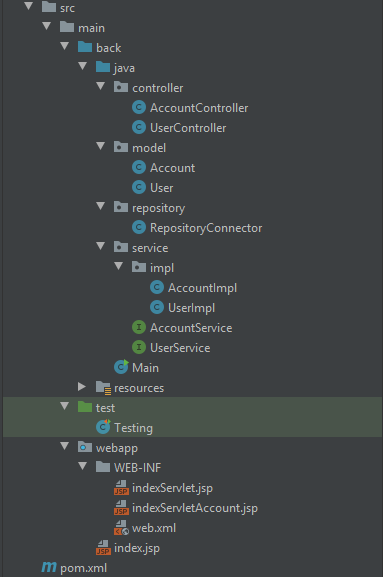 src
main
back
java
controller
AccountController
UserController
model
Account
User
repository
RepositoryConnector
service
impl
AccountImpl
UserImpl
AccountService
UserService
Main
resources
test
Testing
webapp
WEB-INF
indexServlet.jsp
indexServletAccount.jsp
web.xml
index.jsp
pom.xml